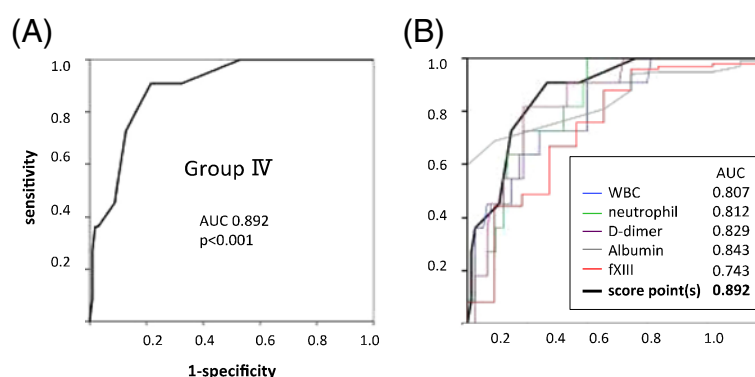 (A)
1.0
0.8
0.6
0.4
0.2
sensitivity
Group IV
AUC 0.892
p<0.001
0.2 0.4 0.6 0.8 1.0
1-specificity
(B)
1.0
0.8
0.6
0.4
0.2
AUC
WBC 0.807
neutrophil 0.812
D-dimer 0.829
Albumin 0.843
fXIII 0.743
score point(s) 0.892
0.2 0.4 0.6 0.8 1.0